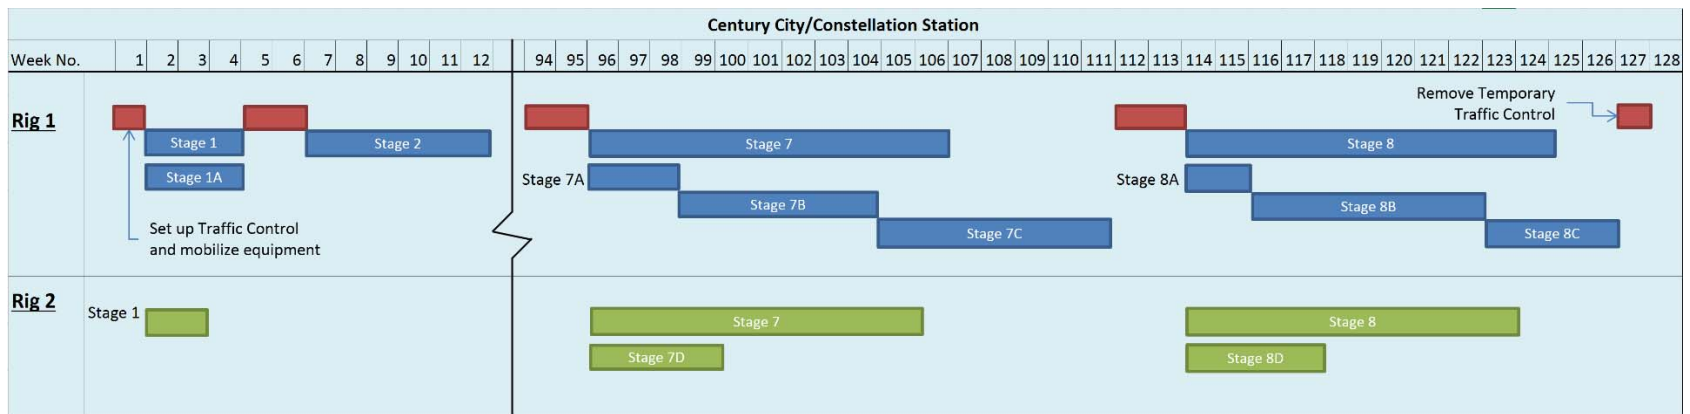 Century City/Constellation Station
Week No. 1 2 3 4 5 6 7 8 9 10 11 12 94 95 96 97 98 99 100 101 102 103 104 105 106 107 108 109 110 111 112 113 114 115 116 117 118 119 120 121 122 123 124 125 126 127 128
Remove Temporary
Traffic Control
Rig 1
Stage 1
Stage 2
Stage 7
Stage 8
Stage 1A
Stage 7A
Stage 8A
Stage 7B
Stage 8B
Set up Traffic Control
and mobilize equipment
Stage 7C
Stage 8C
Rig 2
Stage 1
Stage 7
Stage 8
Stage 7D
Stage 8D